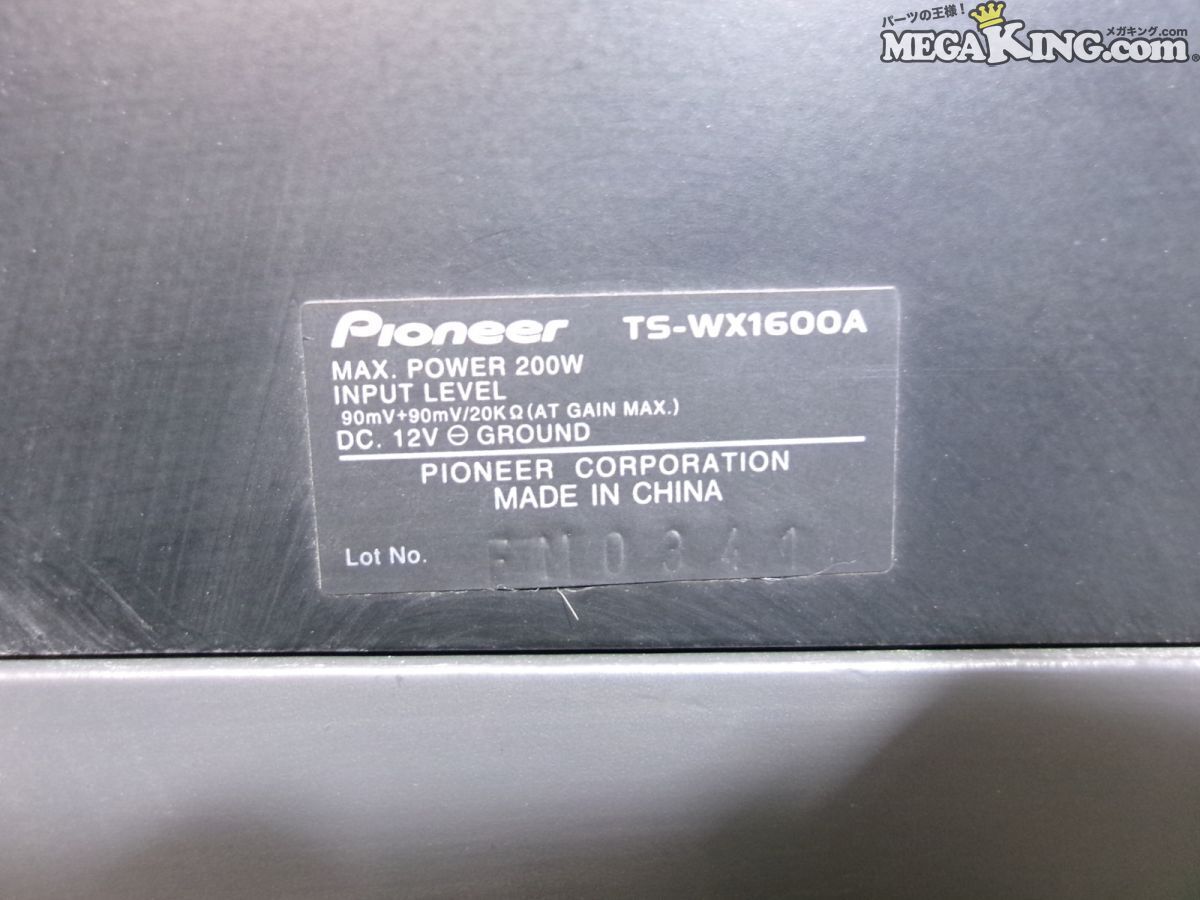 パーツの王様!
メガキング.com
MEGAKING.com®
Pioneer TS-WX1600A
MAX. POWER 200W
INPUT LEVEL
90mV+90mV/20KΩ(AT GAIN MAX.)
DC. 12V ⊖ GROUND
PIONEER CORPORATION
MADE IN CHINA
Lot No. FM0341